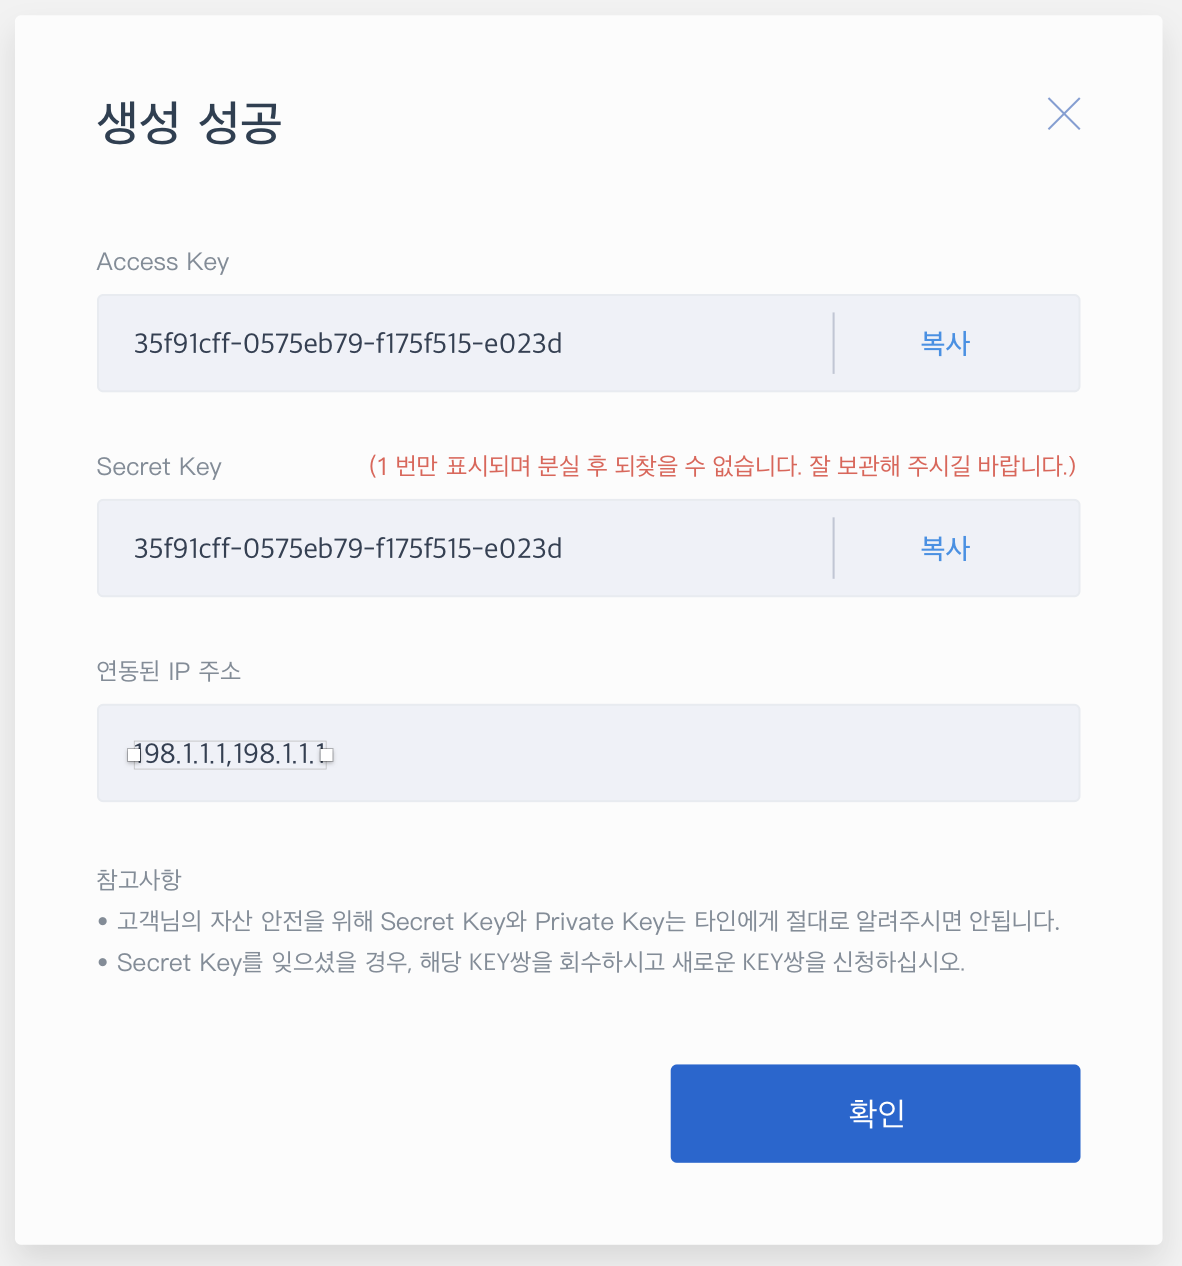 생성 성공
Access Key
35f91cff-0575eb79-f175f515-e023d
복사
Secret Key
(1 번만 표시되며 분실 후 되찾을 수 없습니다. 잘 보관해 주시길 바랍니다.)
35f91cff-0575eb79-f175f515-e023d
복사
연동된 IP 주소
198.1.1.1,198.1.1.1
참고사항
• 고객님의 자산 안전을 위해 Secret Key와 Private Key는 타인에게 절대로 알려주시면 안됩니다.
• Secret Key를 잊으셨을 경우, 해당 KEY쌍을 회수하시고 새로운 KEY쌍을 신청하십시오.
확인